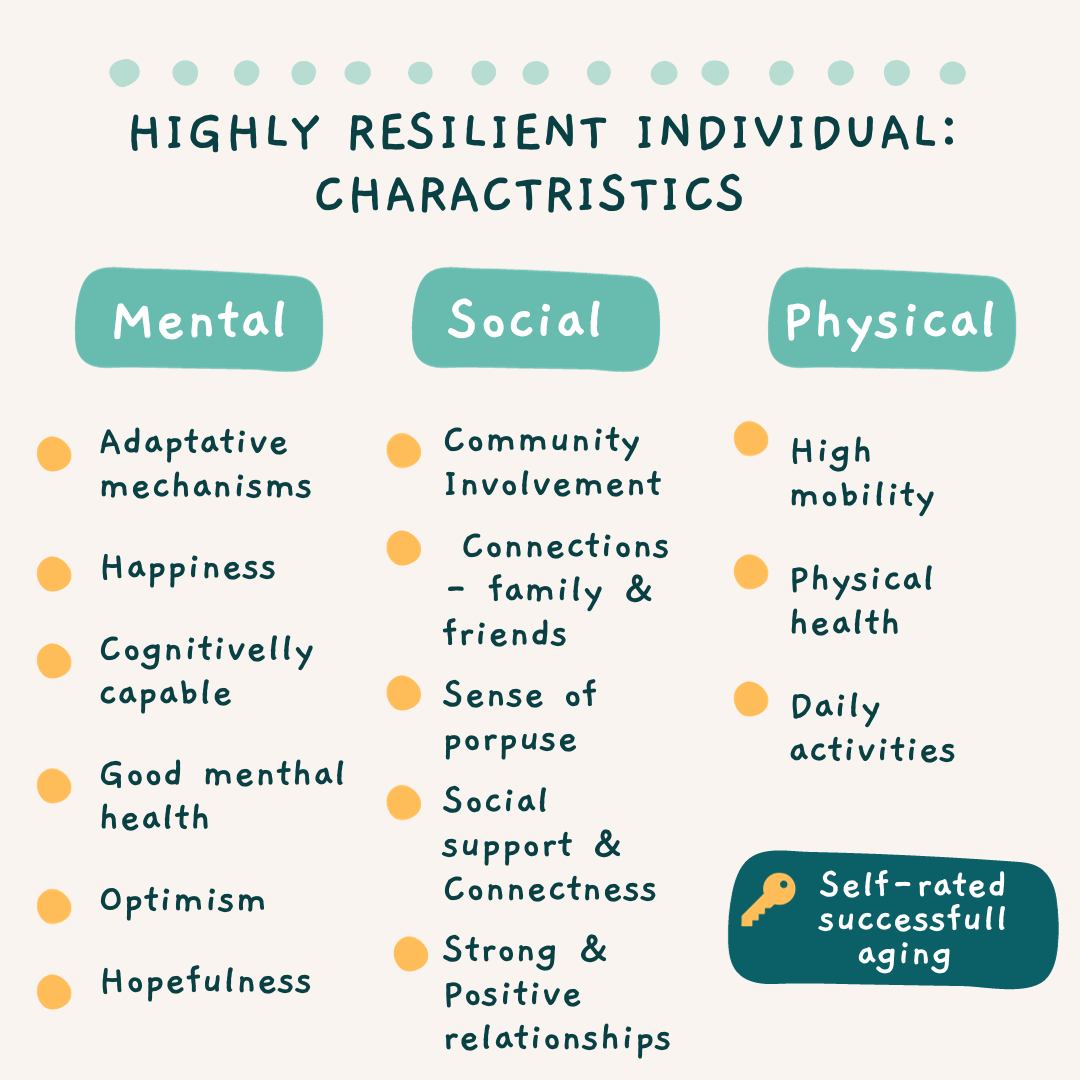 HIGHLY RESILIENT INDIVIDUAL:
CHARACTRISTICS
Mental
Adaptative
mechanisms
Happiness
Cognitivelly
capable
Good menthal
health
Optimism
Hopefulness
Social
Community
Involvement
Connections
- family &
friends
Sense of
porpuse
Social
support &
Connectness
Strong &
Positive
relationships
Physical
High
mobility
Physical
health
Daily
activities
Self-rated
successfull
aging